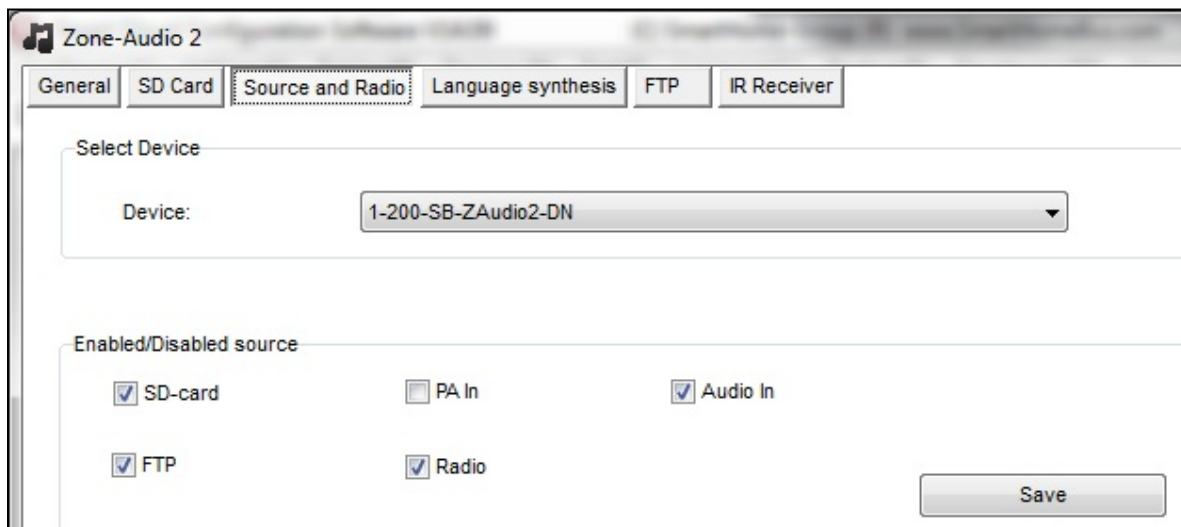 Zone-Audio 2
General SD Card Source and Radio Language synthesis FTP IR Receiver
Select Device
Device: 1-200-SB-ZAudio2-DN
Enabled/Disabled source
SD-card PA In Audio In
FTP Radio
Save